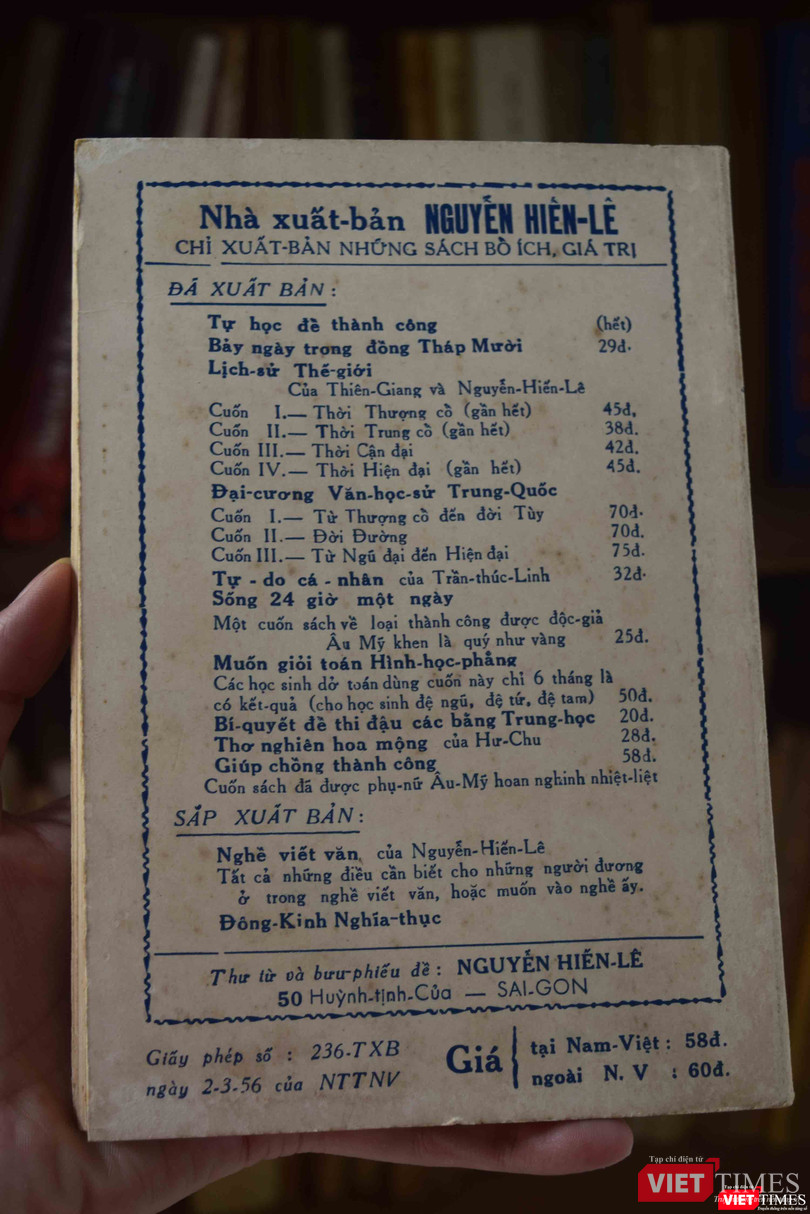 Nhà xuất-bản NGUYỄN HIẾN-LÊ
CHỈ XUẤT-BẢN NHỮNG SÁCH BỔ ÍCH, GIÁ TRỊ
ĐÃ XUẤT BẢN :
Tự học để thành công (hết)
Bảy ngày trong đồng Tháp Mười 29đ.
Lịch-sử Thế-giới
Của Thiên-Giang và Nguyễn-Hiến-Lê
Cuốn I.— Thời Thượng cổ (gần hết) 45đ,
Cuốn II.— Thời Trung cổ (gần hết) 38đ.
Cuốn III.— Thời Cận đại 42đ.
Cuốn IV.— Thời Hiện đại (gần hết) 45đ.
Đại-cương Văn-học-sử Trung-Quốc
Cuốn I.— Từ Thượng cổ đến đời Tùy 70đ.
Cuốn II.— Đời Đường 70đ.
Cuốn III.— Từ Ngũ đại đến Hiện đại 75đ.
Tự - do cá - nhân của Trần-thúc-Linh 32đ.
Sống 24 giờ một ngày
Một cuốn sách về loại thành công được độc-giả
Âu Mỹ khen là quý như vàng 25đ.
Muốn giỏi toán Hình-học-phẳng
Các học sinh dở toán dùng cuốn này chỉ 6 tháng là
có kết-quả (cho học sinh đệ ngũ, đệ tứ, đệ tam) 50đ.
Bí-quyết để thi đậu các bằng Trung-học 20đ.
Thơ nghiên hoa mộng của Hư-Chu 28đ.
Giúp chồng thành công 58đ.
Cuốn sách đã được phụ-nữ Âu-Mỹ hoan nghinh nhiệt-liệt
SẮP XUẤT BẢN :
Nghề viết văn, của Nguyễn-Hiến-Lê
Tất cả những điều cần biết cho những người đương
ở trong nghề viết văn, hoặc muốn vào nghề ấy.
Đông-Kinh Nghĩa-thục
Thư từ và bưu-phiếu đề : NGUYỄN HIẾN-LÊ
50 Huỳnh-tịnh-Của — SAI-GON
Giấy phép số : 236-TXB
ngày 2-3-56 của NTTNV
Giá
tại Nam-Việt : 58đ.
ngoài N. V : 60đ.
Tạp chí điện tử
VIET TIMES
Tạp chí điện tử
VIET TIMES